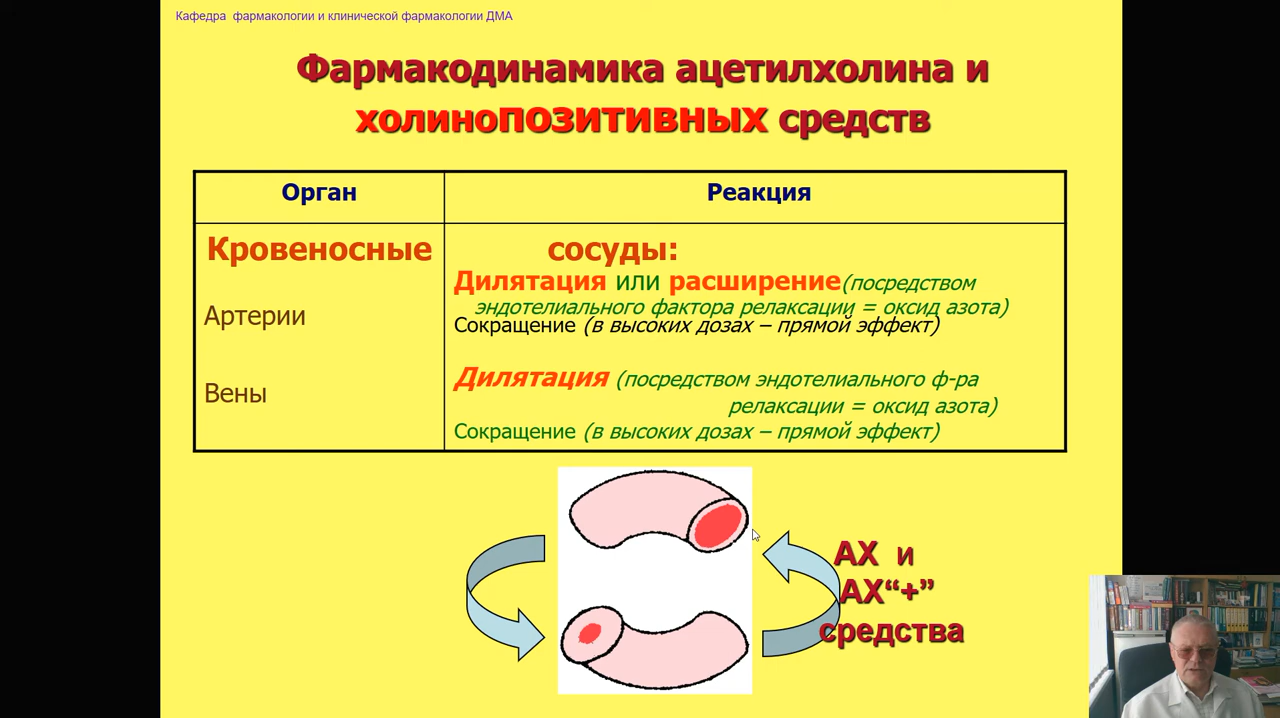 Кафедра фармакологии и клинической фармакологии ДМА
Фармакодинамика ацетилхолина и
холинопозитивных средств
Орган
Реакция
Кровеносные
сосуды:
Артерии
Дилятация или расширение(посредством
эндотелиального фактора релаксации = оксид азота)
Сокращение (в высоких дозах – прямой эффект)
Вены
Дилятация (посредством эндотелиального ф-ра
релаксации = оксид азота)
Сокращение (в высоких дозах – прямой эффект)
АХ и
АХ“+”
средства